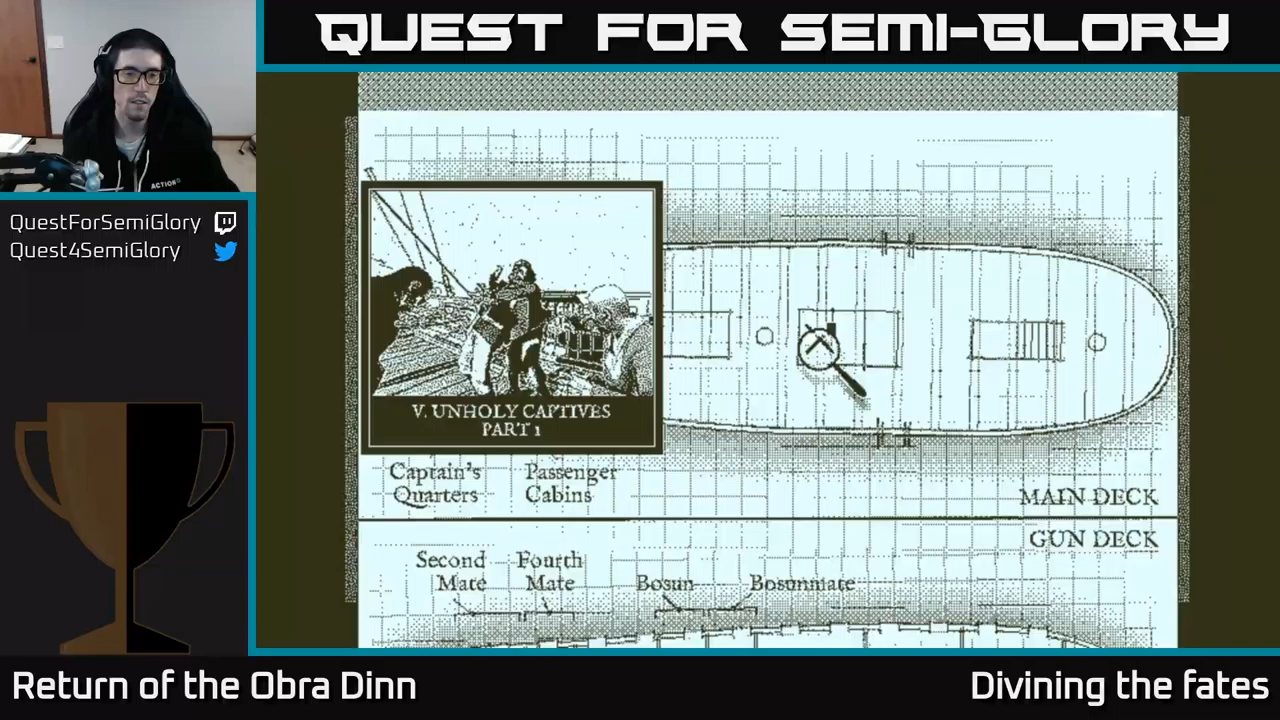 QUEST FOR SEMI-GLORY
ACTION
QuestForSemiGlory
Quest4SemiGlory
V. UNHOLY CAPTIVES
PART 1
Captain's
Quarters
Passenger
Cabins
MAIN DECK
GUN DECK
Second
Mate
Fourth
Mate
Bosun
Bosunmate
Return of the Obra Dinn
Divining the fates